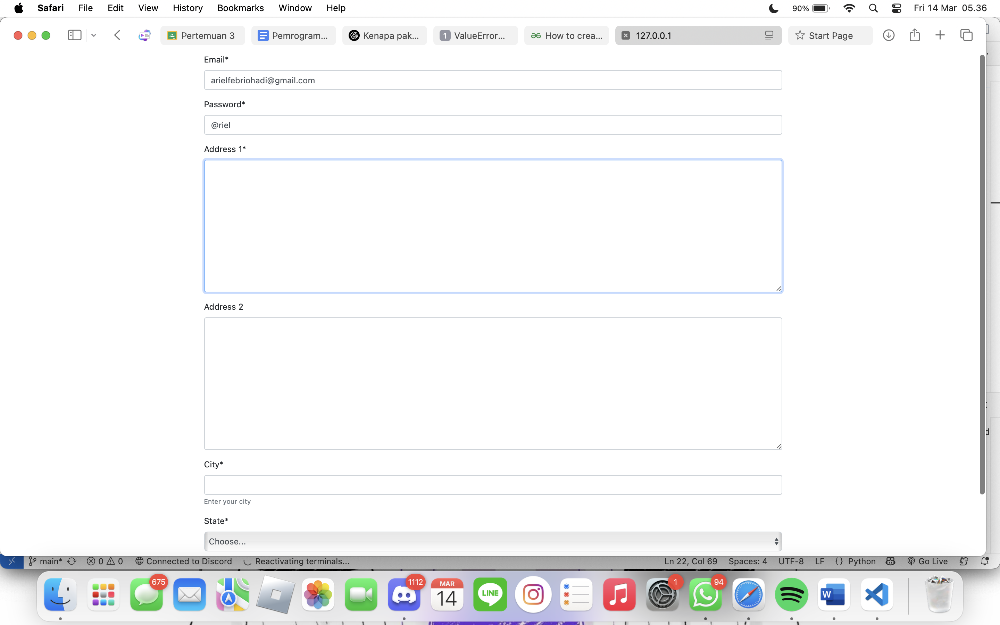 Safari File Edit View History Bookmarks Window Help 90% Fri 14 Mar 05.36
Pertemuan 3 Pemrogram... Kenapa pak... 1 ValueError... How to crea... 127.0.0.1 Start Page
Email*
arielfebriohadi@gmail.com
Password*
@riel
Address 1*
Address 2
City*
Enter your city
State*
Choose...
main* 0 0 Connected to Discord Reactivating terminals... Ln 22, Col 69 Spaces: 4 UTF-8 LF {} Python Go Live
675 1112 MAR 14 LINE 1 94 W